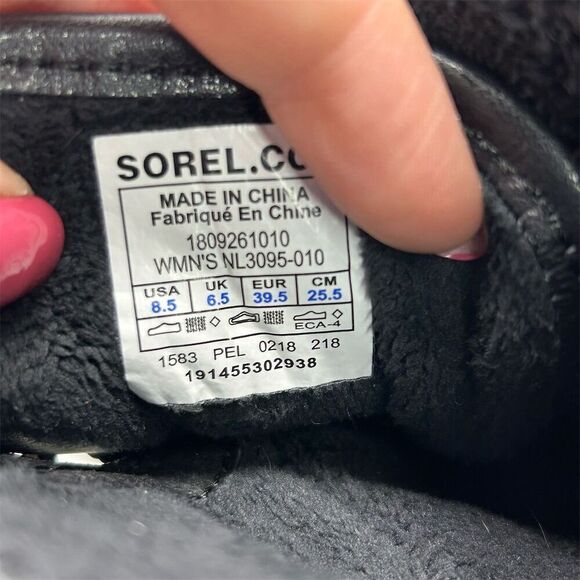 SOREL.CO
MADE IN CHINA
Fabriqué En Chine
1809261010
WMN'S NL3095-010
USA UK EUR CM
8.5 6.5 39.5 25.5
ECA-4
1583 PEL 0218 218
191455302938